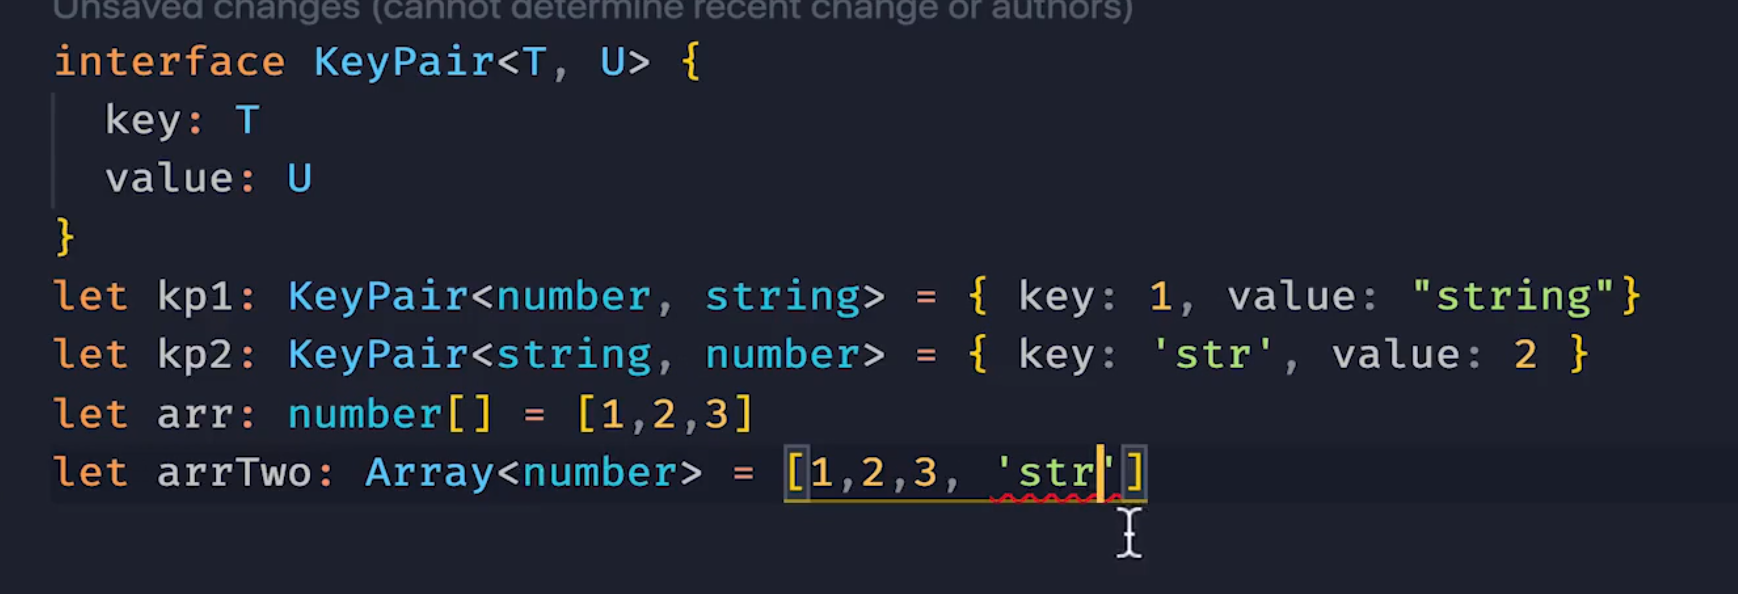 Unsaved changes (cannot determine recent change or authors)
interface KeyPair<T, U> {
  key: T
  value: U
}
let kp1: KeyPair<number, string> = { key: 1, value: "string"}
let kp2: KeyPair<string, number> = { key: 'str', value: 2 }
let arr: number[] = [1,2,3]
let arrTwo: Array<number> = [1,2,3, 'str']